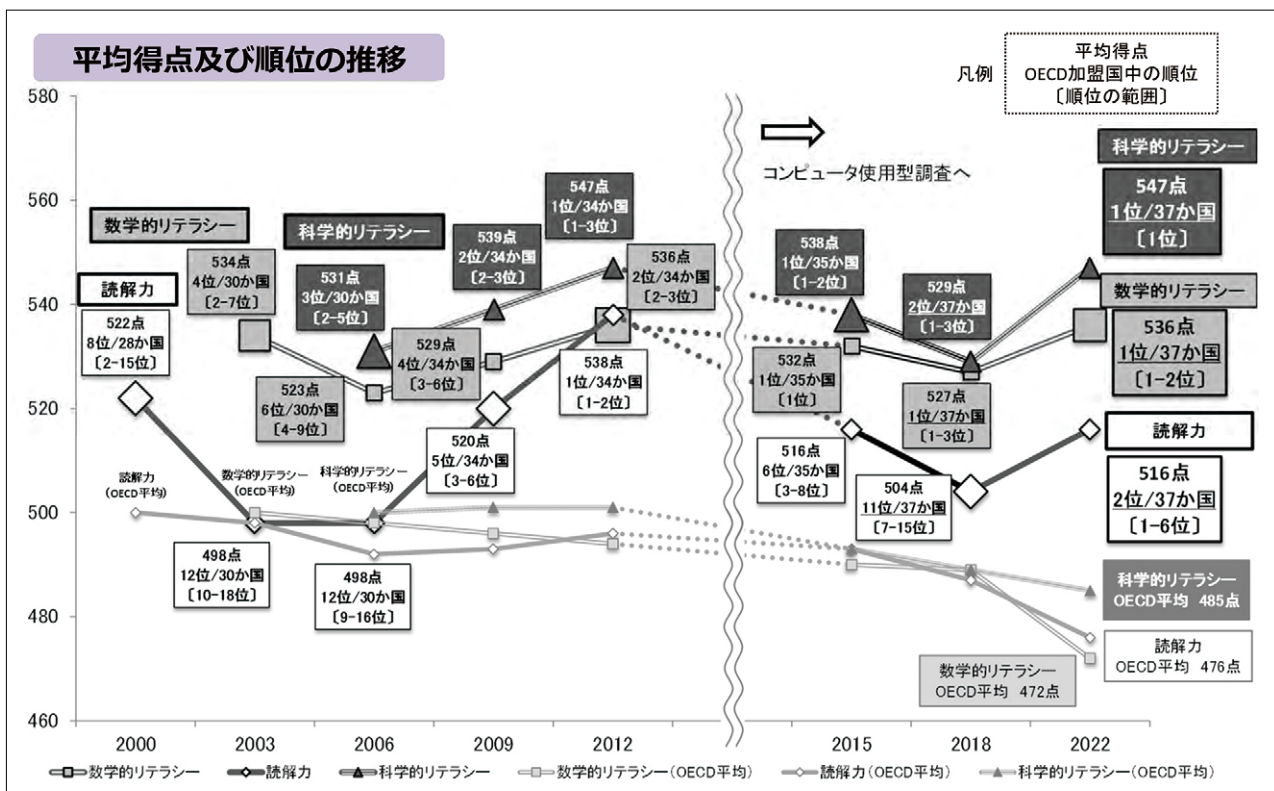 平均得点及び順位の推移
凡例
平均得点
OECD加盟国中の順位
〔順位の範囲〕
580
560
540
520
500
480
460
コンピュータ使用型調査へ
数学的リテラシー
534点
4位/30か国
〔2-7位〕
読解力
522点
8位/28か国
〔2-15位〕
科学的リテラシー
531点
3位/30か国
〔2-5位〕
539点
2位/34か国
〔2-3位〕
547点
1位/34か国
〔1-3位〕
536点
2位/34か国
〔2-3位〕
523点
6位/30か国
〔4-9位〕
529点
4位/34か国
〔3-6位〕
538点
1位/34か国
〔1-2位〕
520点
5位/34か国
〔3-6位〕
読解力
（OECD平均）
数学的リテラシー
（OECD平均）
科学的リテラシー
（OECD平均）
498点
12位/30か国
〔10-18位〕
498点
12位/30か国
〔9-16位〕
538点
1位/35か国
〔1-2位〕
529点
2位/37か国
〔1-3位〕
科学的リテラシー
547点
1位/37か国
〔1位〕
532点
1位/35か国
〔1位〕
527点
1位/37か国
〔1-3位〕
数学的リテラシー
536点
1位/37か国
〔1-2位〕
516点
6位/35か国
〔3-8位〕
504点
11位/37か国
〔7-15位〕
読解力
516点
2位/37か国
〔1-6位〕
科学的リテラシー
OECD平均 485点
読解力
OECD平均 476点
数学的リテラシー
OECD平均 472点
2000
2003
2006
2009
2012
2015
2018
2022
数学的リテラシー
読解力
科学的リテラシー
数学的リテラシー（OECD平均）
読解力（OECD平均）
科学的リテラシー（OECD平均）